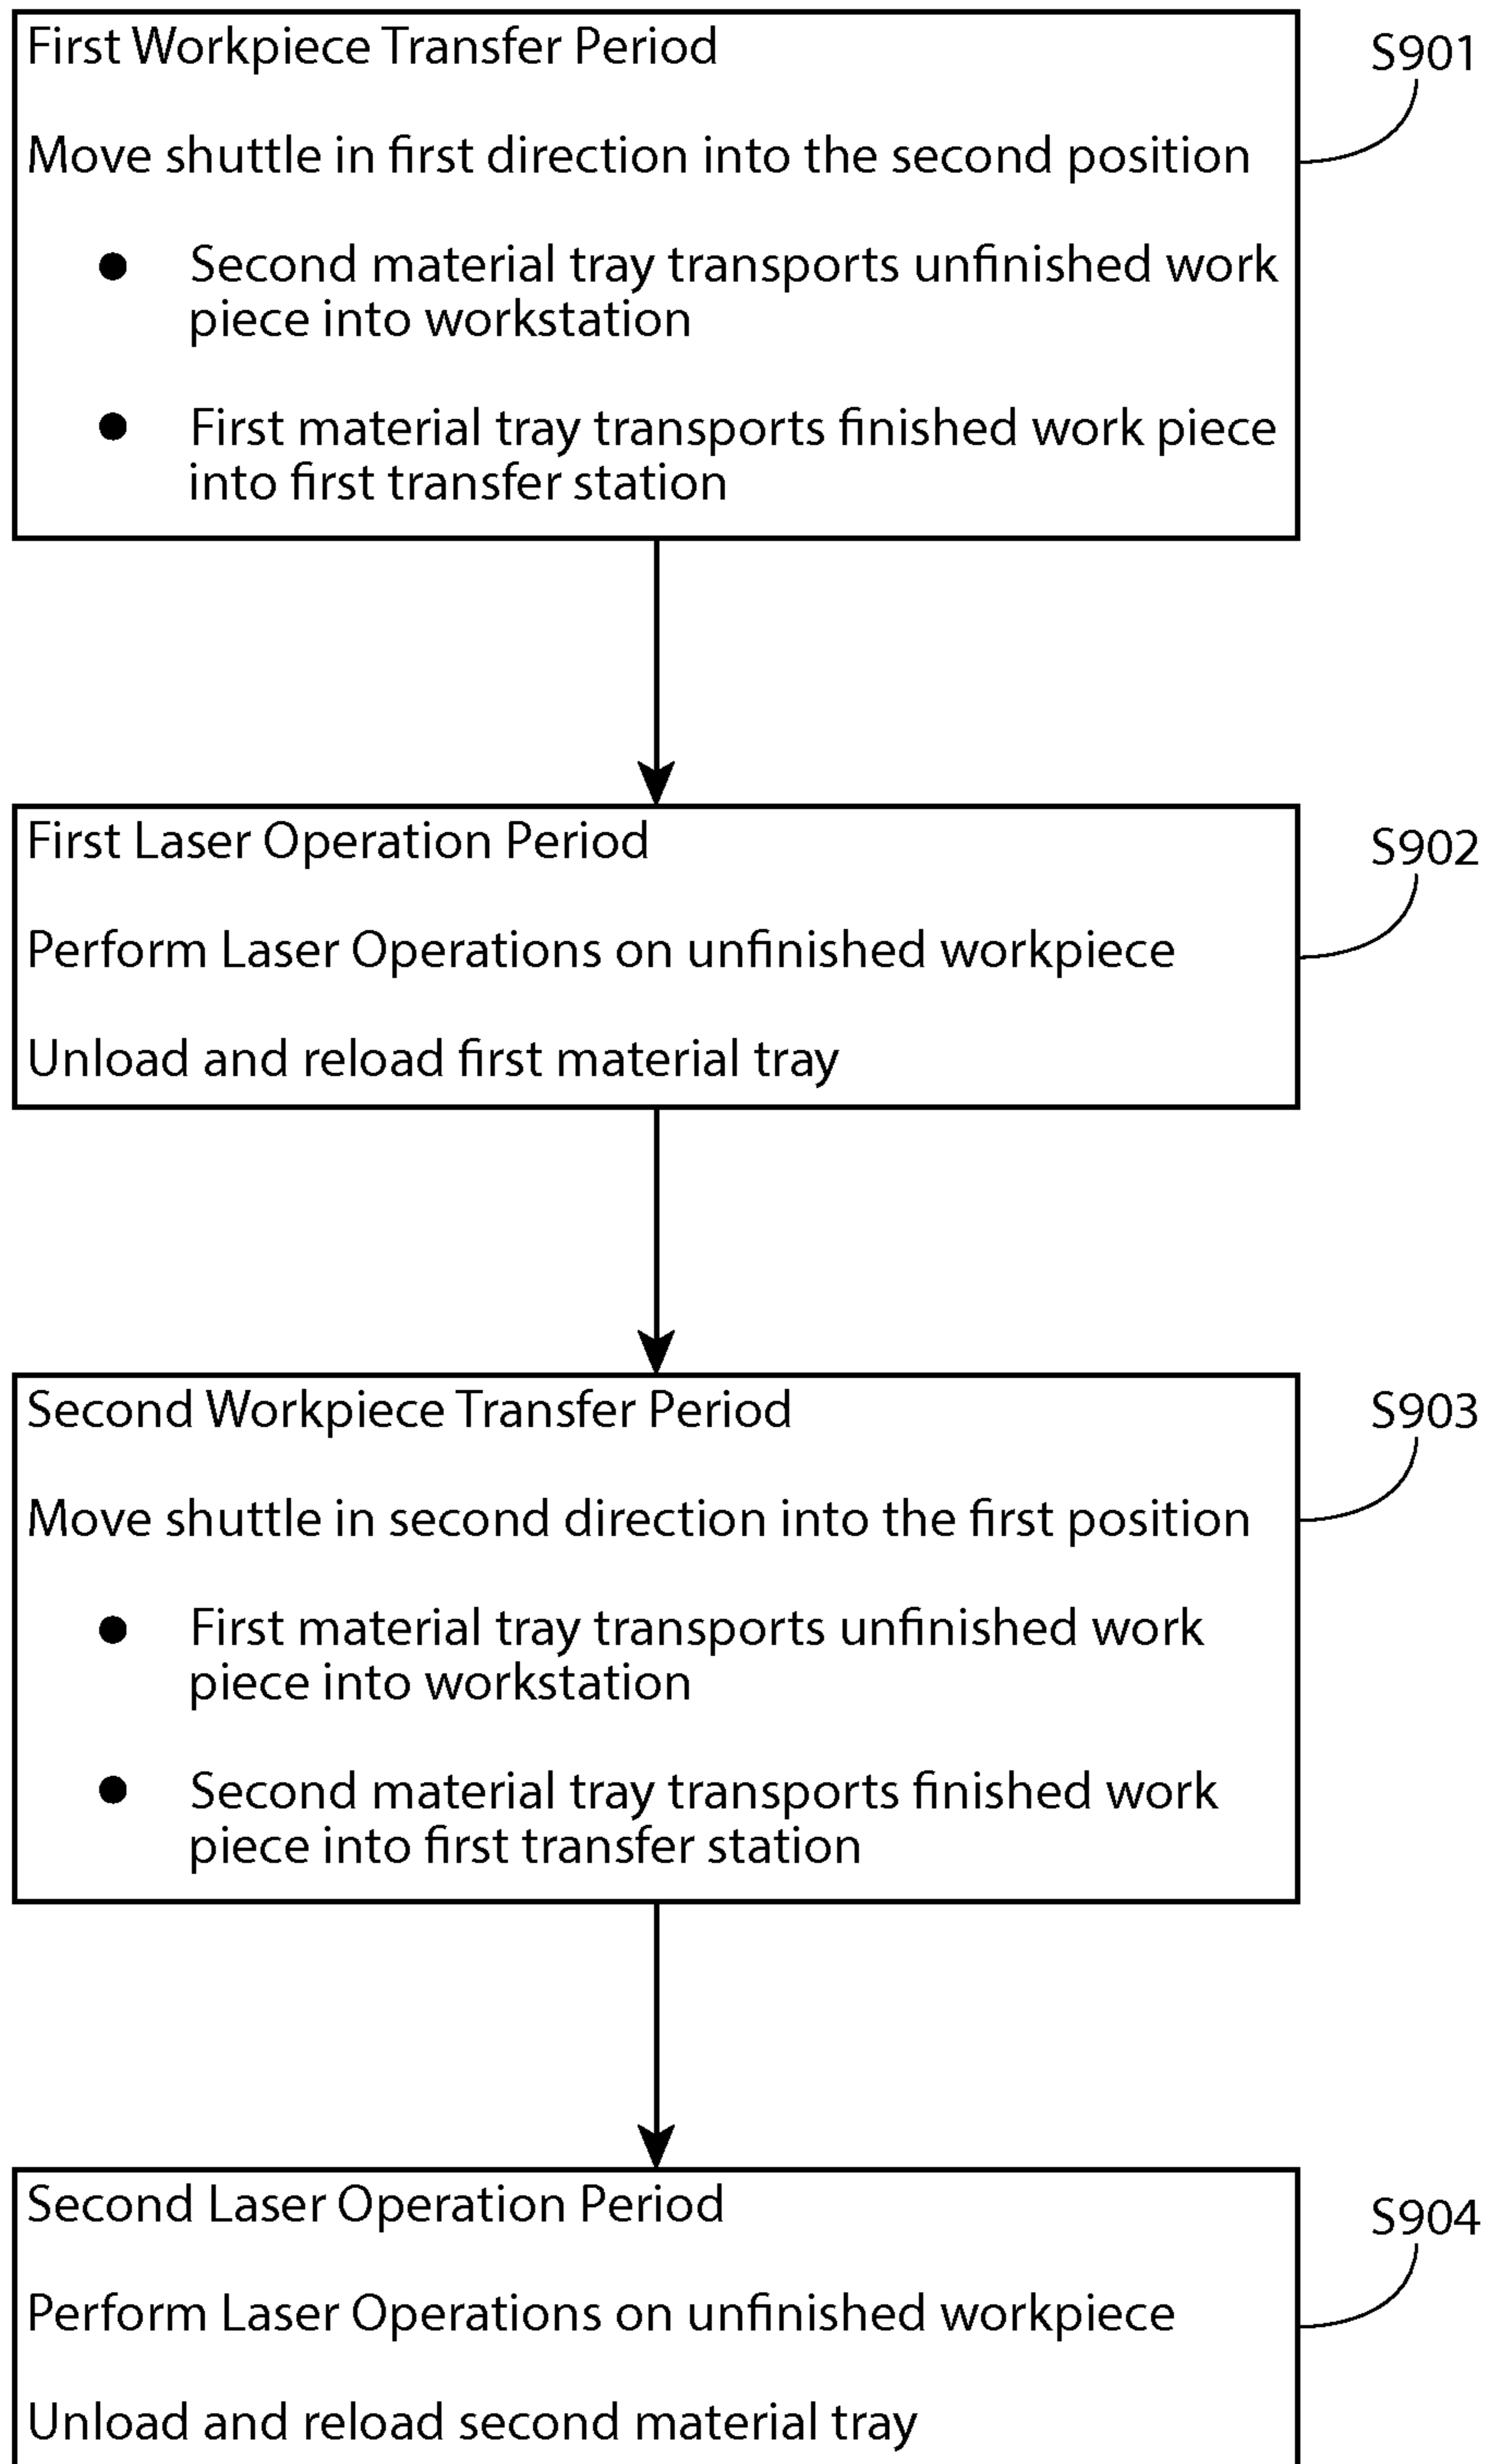 First Workpiece Transfer Period
S901
Move shuttle in first direction into the second position
● Second material tray transports unfinished work
piece into workstation
● First material tray transports finished work piece
into first transfer station
First Laser Operation Period
S902
Perform Laser Operations on unfinished workpiece
Unload and reload first material tray
Second Workpiece Transfer Period
S903
Move shuttle in second direction into the first position
● First material tray transports unfinished work
piece into workstation
● Second material tray transports finished work
piece into first transfer station
Second Laser Operation Period
S904
Perform Laser Operations on unfinished workpiece
Unload and reload second material tray